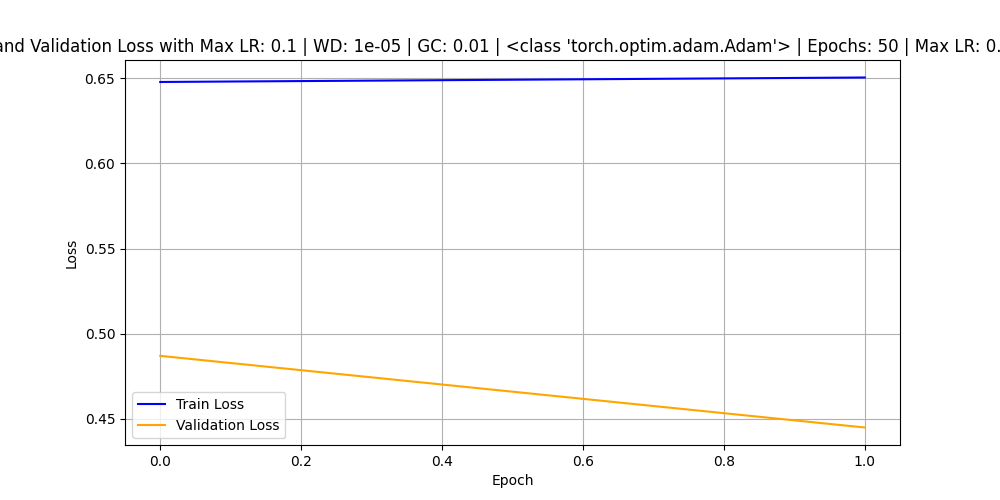 and Validation Loss with Max LR: 0.1 | WD: 1e-05 | GC: 0.01 | <class 'torch.optim.adam.Adam'> | Epochs: 50 | Max LR: 0.
0.65
0.60
0.55
0.50
0.45
Loss
Train Loss
Validation Loss
0.0 0.2 0.4 0.6 0.8 1.0
Epoch